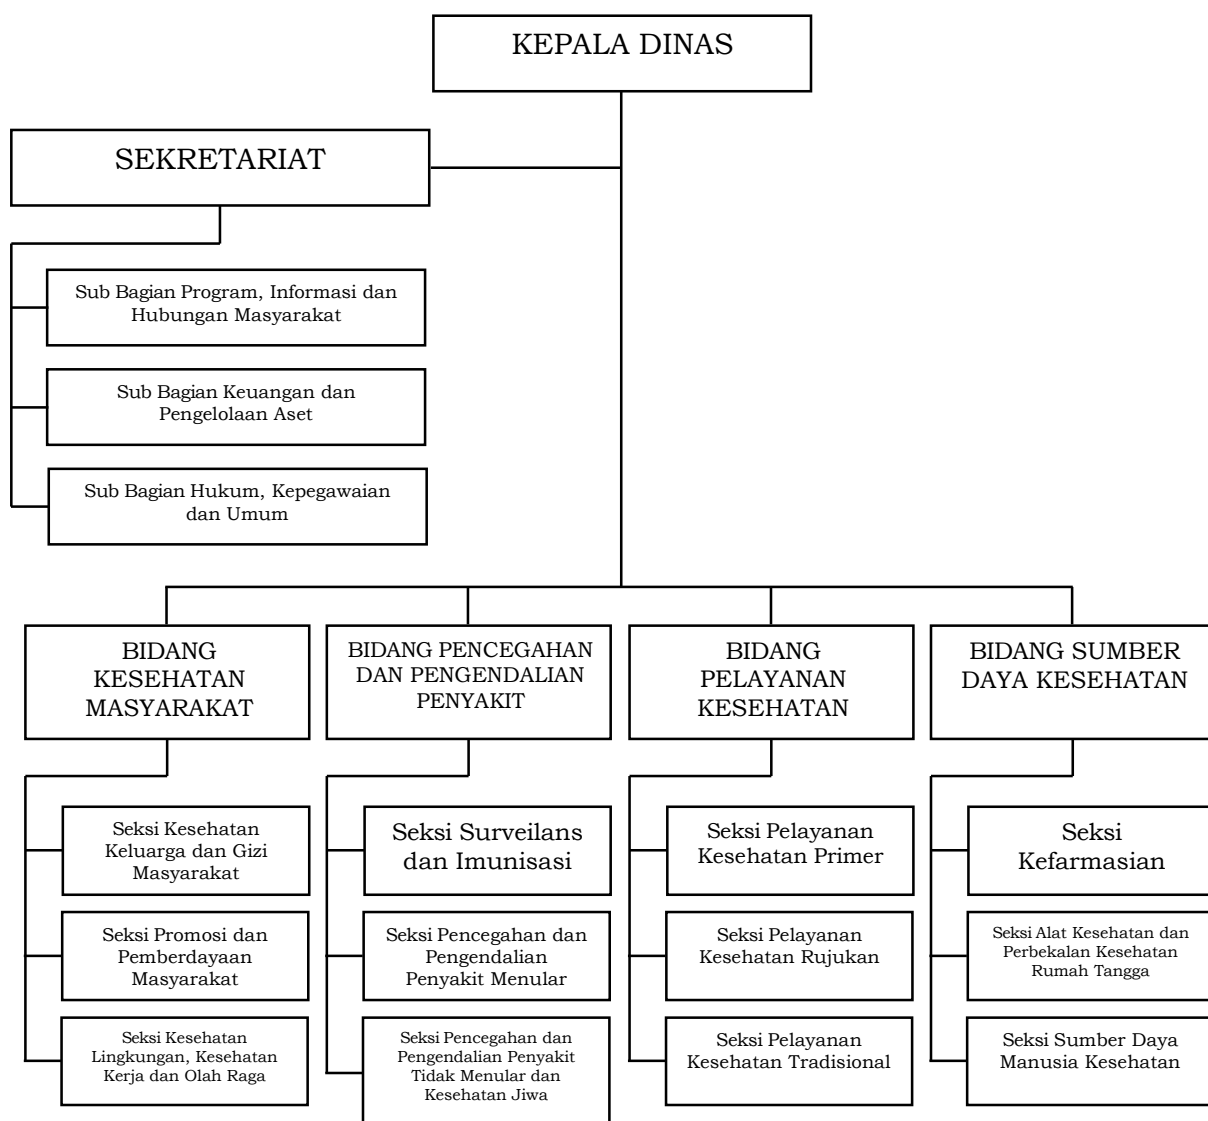 KEPALA DINAS
SEKRETARIAT
Sub Bagian Program, Informasi dan
Hubungan Masyarakat
Sub Bagian Keuangan dan
Pengelolaan Aset
Sub Bagian Hukum, Kepegawaian
dan Umum
BIDANG
KESEHATAN
MASYARAKAT
BIDANG PENCEGAHAN
DAN PENGENDALIAN
PENYAKIT
BIDANG
PELAYANAN
KESEHATAN
BIDANG SUMBER
DAYA KESEHATAN
Seksi Kesehatan
Keluarga dan Gizi
Masyarakat
Seksi Surveilans
dan Imunisasi
Seksi Pelayanan
Kesehatan Primer
Seksi
Kefarmasian
Seksi Promosi dan
Pemberdayaan
Masyarakat
Seksi Pencegahan dan
Pengendalian
Penyakit Menular
Seksi Pelayanan
Kesehatan Rujukan
Seksi Alat Kesehatan dan
Perbekalan Kesehatan
Rumah Tangga
Seksi Kesehatan
Lingkungan, Kesehatan
Kerja dan Olah Raga
Seksi Pencegahan dan
Pengendalian Penyakit
Tidak Menular dan
Kesehatan Jiwa
Seksi Pelayanan
Kesehatan Tradisional
Seksi Sumber Daya
Manusia Kesehatan